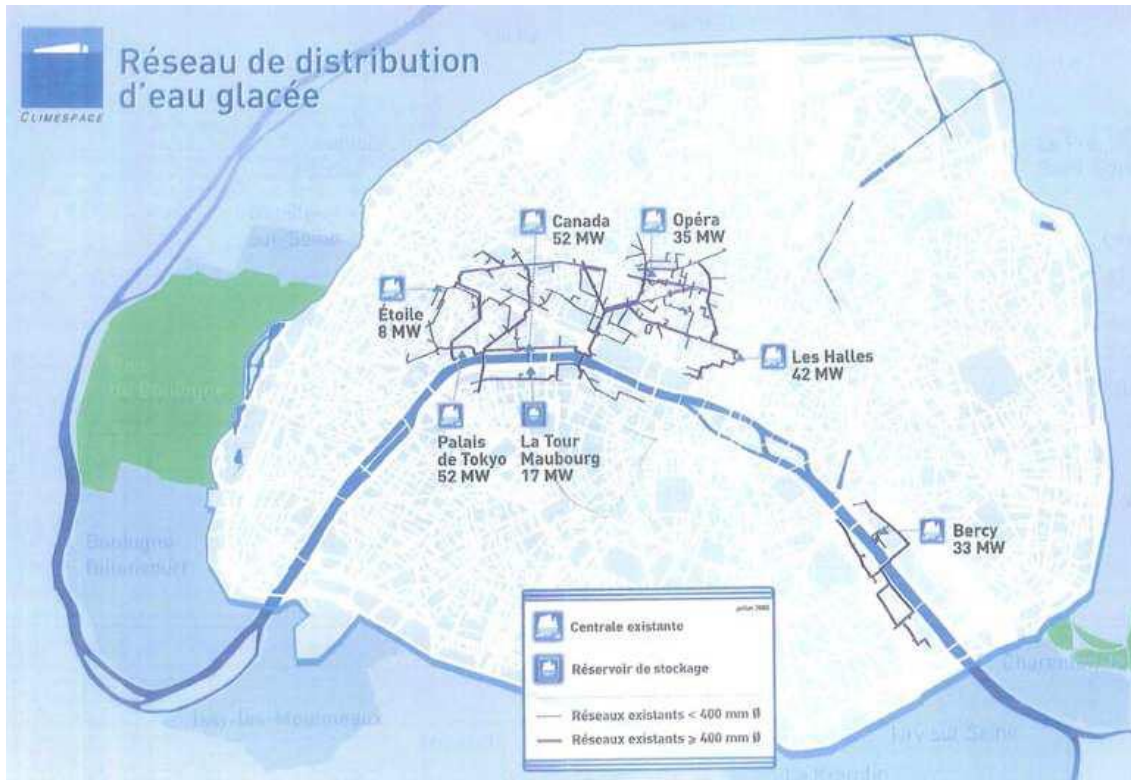 Réseau de distribution
d'eau glacée
CLIMESPACE
Canada
52 MW
Opéra
35 MW
Étoile
8 MW
Les Halles
42 MW
Palais
de Tokyo
52 MW
La Tour
Maubourg
17 MW
Bercy
33 MW
Centrale existante
Réservoir de stockage
Réseaux existants < 400 mm Ø
Réseaux existants ≥ 400 mm Ø